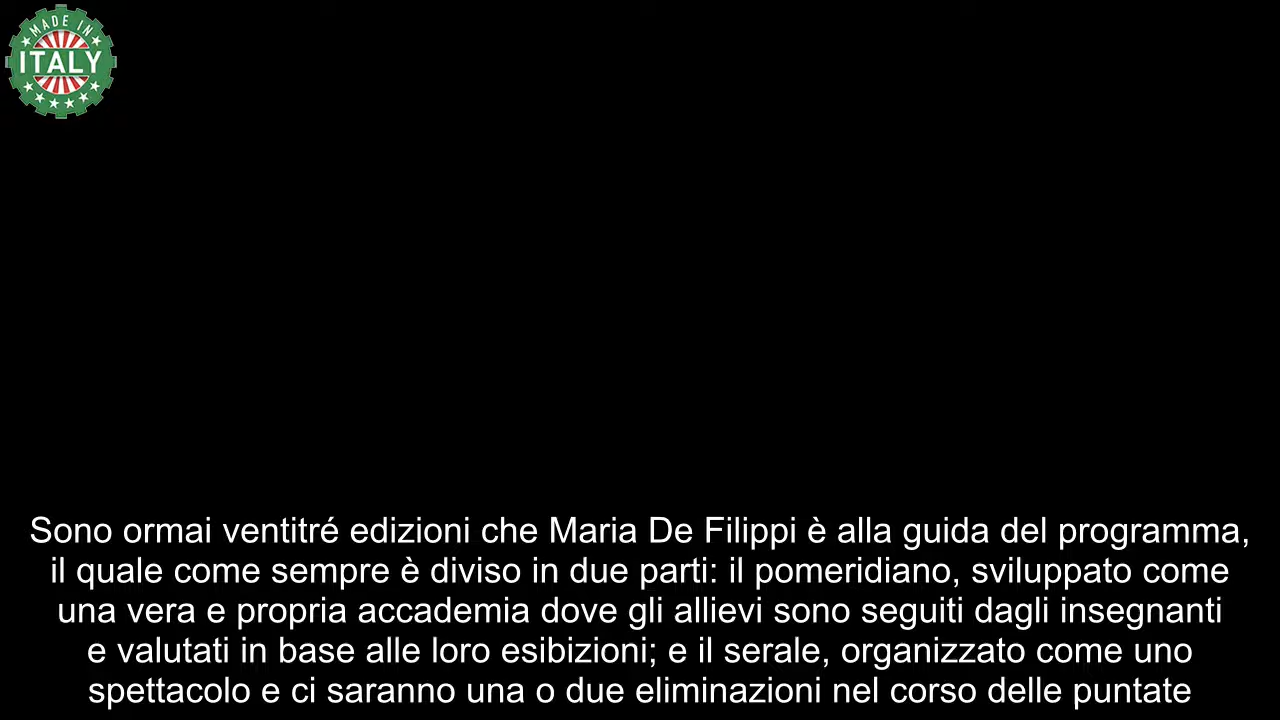 MADE IN
ITALY
Sono ormai ventitré edizioni che Maria De Filippi è alla guida del programma,
il quale come sempre è diviso in due parti: il pomeridiano, sviluppato come
una vera e propria accademia dove gli allievi sono seguiti dagli insegnanti
e valutati in base alle loro esibizioni; e il serale, organizzato come uno
spettacolo e ci saranno una o due eliminazioni nel corso delle puntate